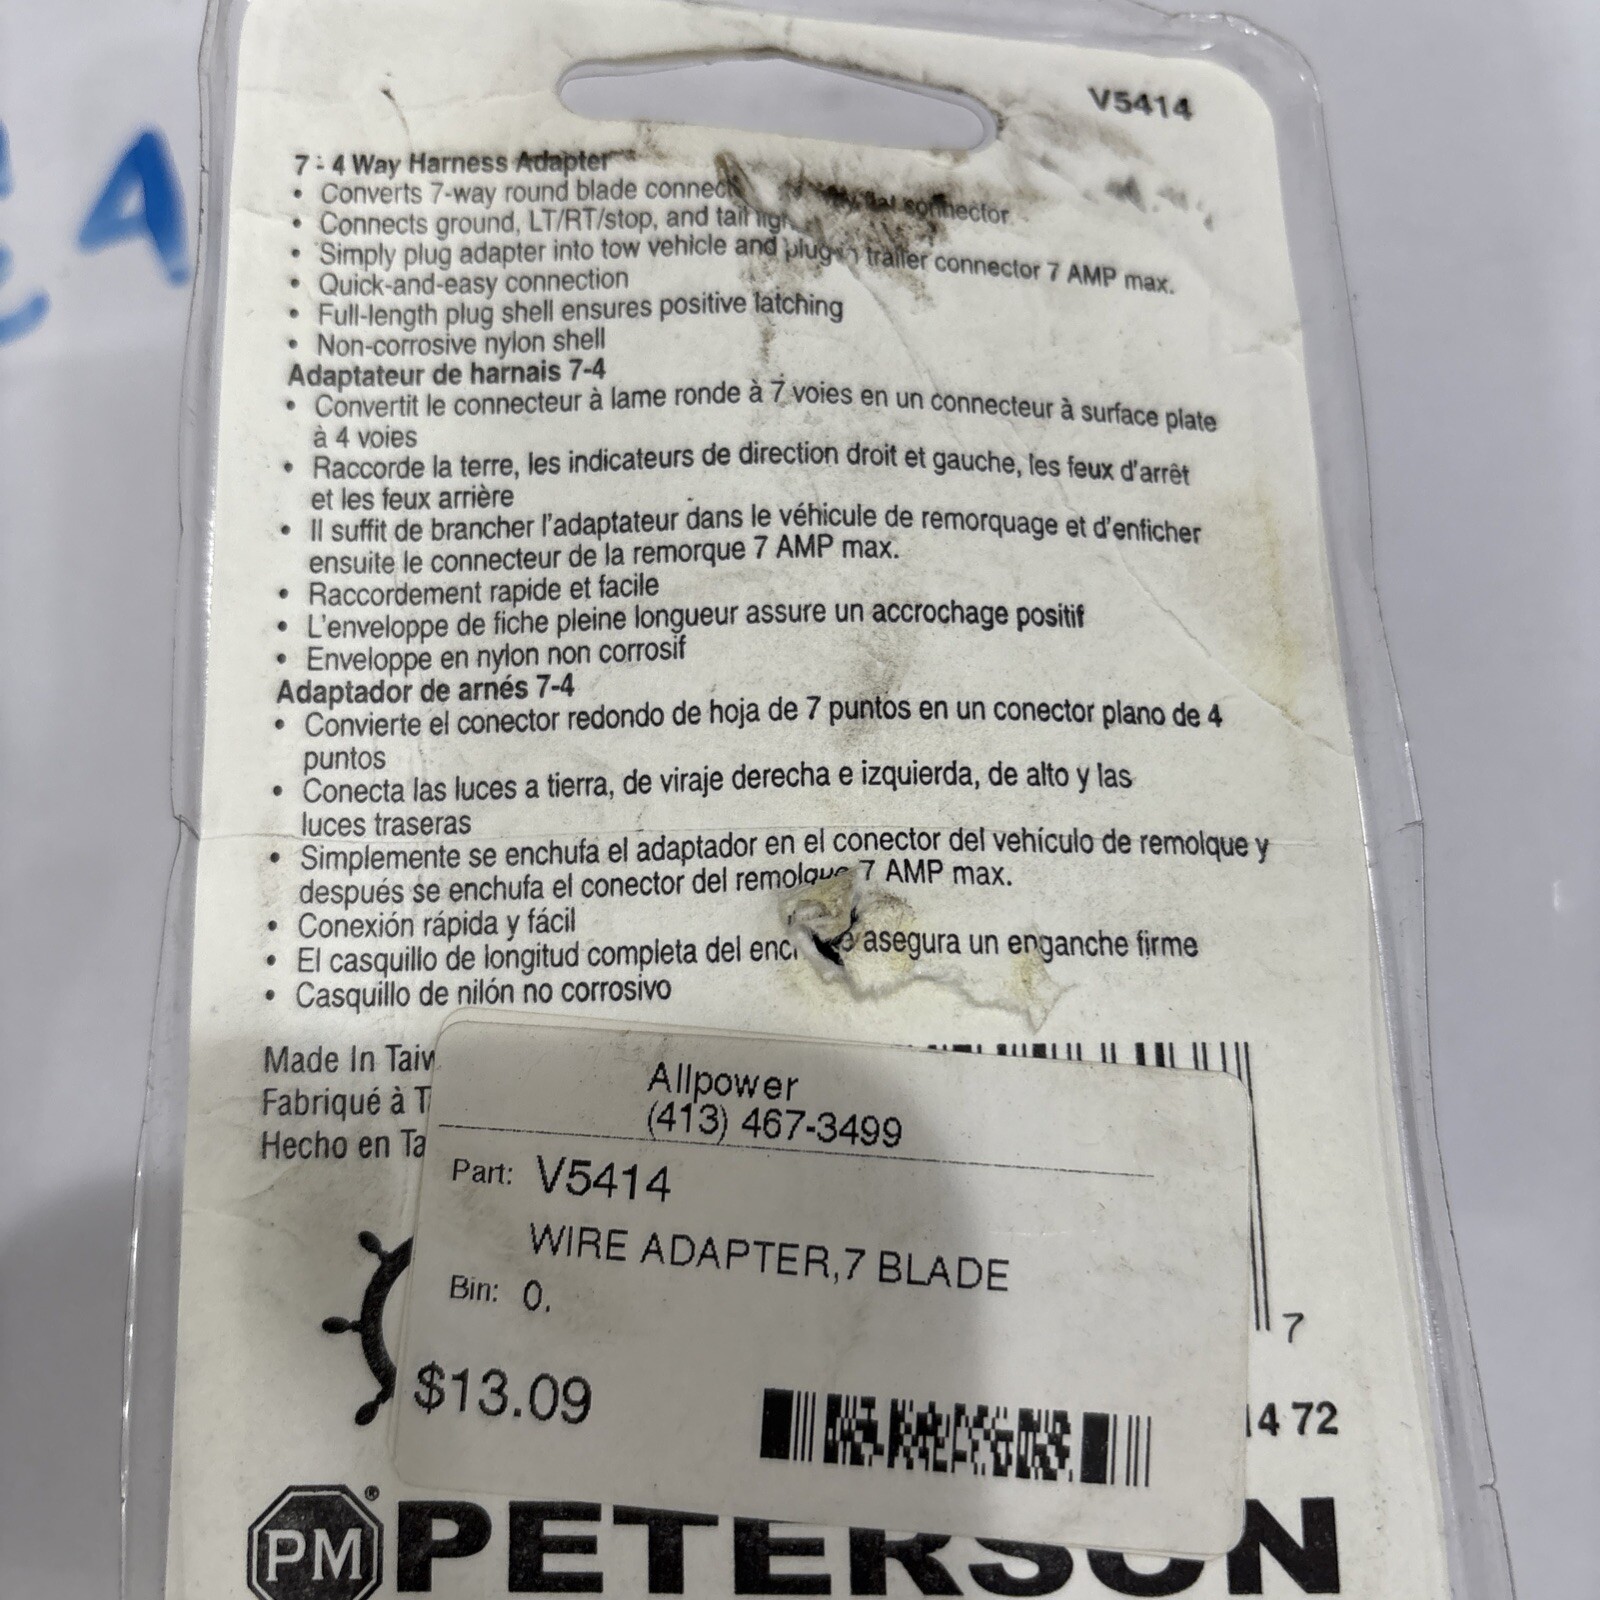 V5414
7 - 4 Way Harness Adapter
• Converts 7-way round blade flat connector
• Connects ground, LT/RT/stop, and tail
• Simply plug adapter into tow vehicle and plug in trailer connector 7 AMP max.
• Quick-and-easy connection
• Full-length plug shell ensures positive latching
• Non-corrosive nylon shell
Adaptateur de harnais 7-4
• Convertit le connecteur à lame ronde à 7 voies en un connecteur à surface plate
à 4 voies
• Raccorde la terre, les indicateurs de direction droit et gauche, les feux d'arrêt
et les feux arrière
• Il suffit de brancher l'adaptateur dans le véhicule de remorquage et d'enficher
ensuite le connecteur de la remorque 7 AMP max.
• Raccordement rapide et facile
• L'enveloppe de fiche pleine longueur assure un accrochage positif
• Enveloppe en nylon non corrosif
Adaptador de arnés 7-4
• Convierte el conector redondo de hoja de 7 puntos en un conector plano de 4
puntos
• Conecta las luces a tierra, de viraje derecha e izquierda, de alto y las
luces traseras
• Simplemente se enchufa el adaptador en el conector del vehículo de remolque y
después se enchufa el conector del remolque 7 AMP max.
• Conexión rápida y fácil
• El casquillo de longitud completa del asegura un enganche firme
• Casquillo de nilón no corrosivo
Made In
Fabriqué à
Hecho en
Allpower
(413) 467-3499
Part: V5414
WIRE ADAPTER,7 BLADE
Bin: 0.
$13.09
7
4 72
PM® PETERSON
A